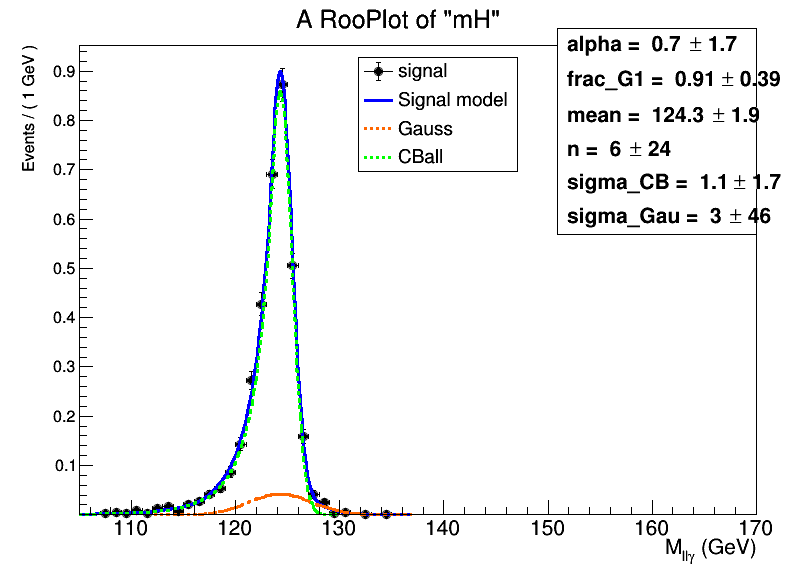 A RooPlot of "mH"
Events / ( 1 GeV )
0.9
0.8
0.7
0.6
0.5
0.4
0.3
0.2
0.1
signal
Signal model
Gauss
CBall
alpha = 0.7 ± 1.7
frac_G1 = 0.91 ± 0.39
mean = 124.3 ± 1.9
n = 6 ± 24
sigma_CB = 1.1 ± 1.7
sigma_Gau = 3 ± 46
110 120 130 140 150 160 170
M_llγ (GeV)